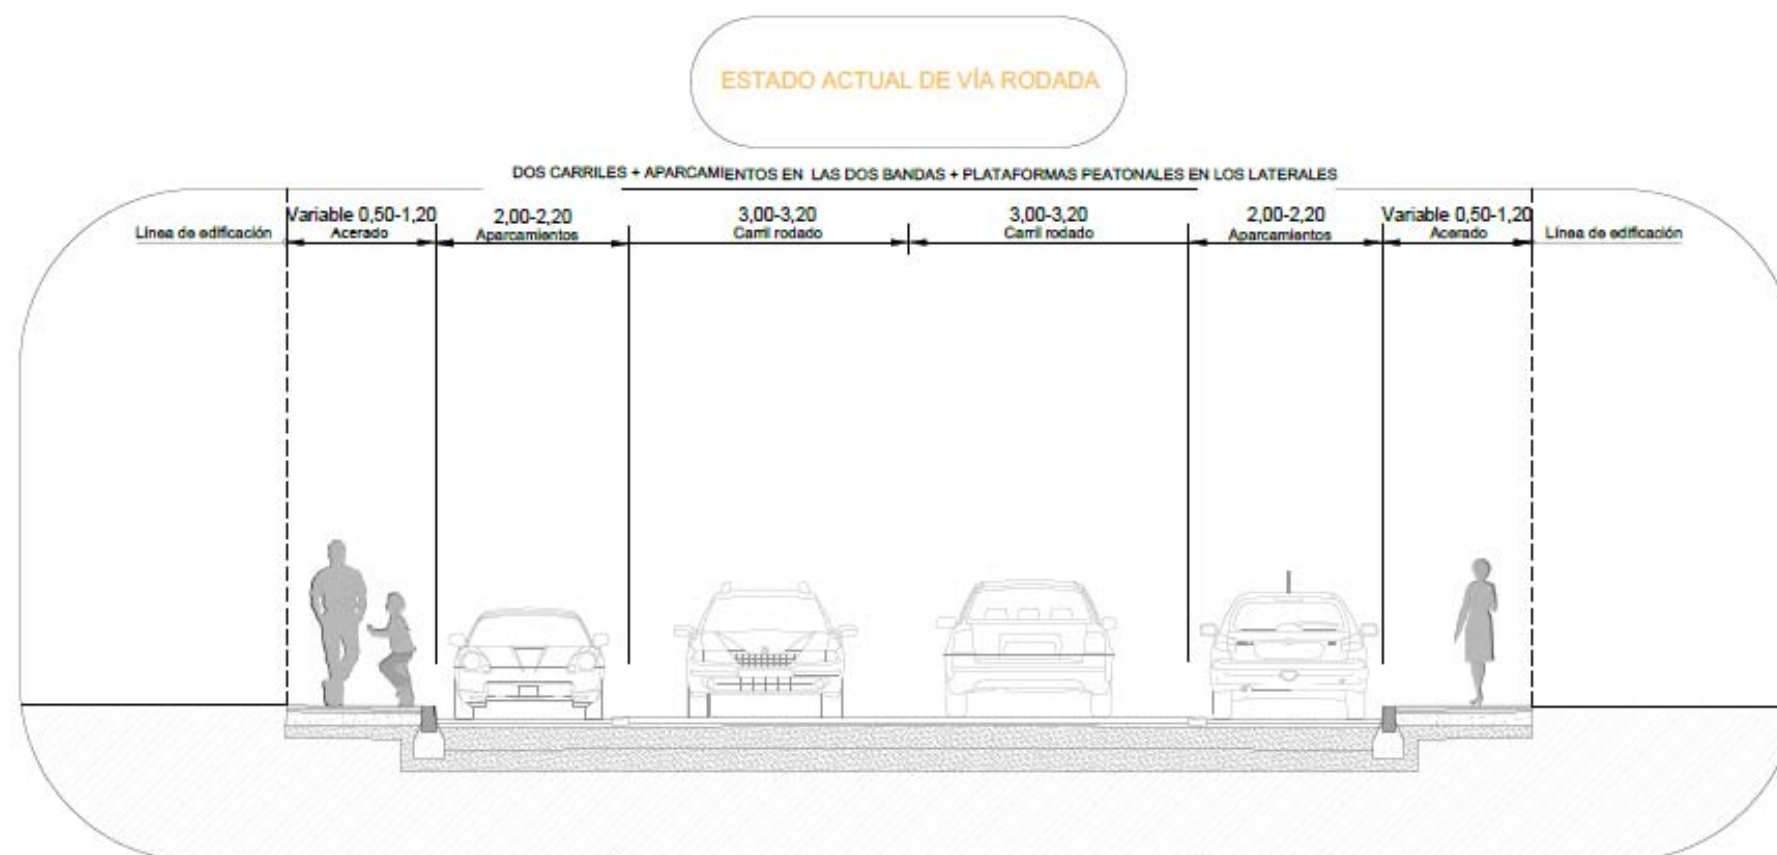 ESTADO ACTUAL DE VÍA RODADA
DOS CARRILES + APARCAMIENTOS EN LAS DOS BANDAS + PLATAFORMAS PEATONALES EN LOS LATERALES
Variable 0,50-1,20 2,00-2,20 3,00-3,20 3,00-3,20 2,00-2,20 Variable 0,50-1,20
Línea de edificación Acerado Aparcamientos Carril rodado Carril rodado Aparcamientos Acerado Línea de edificación